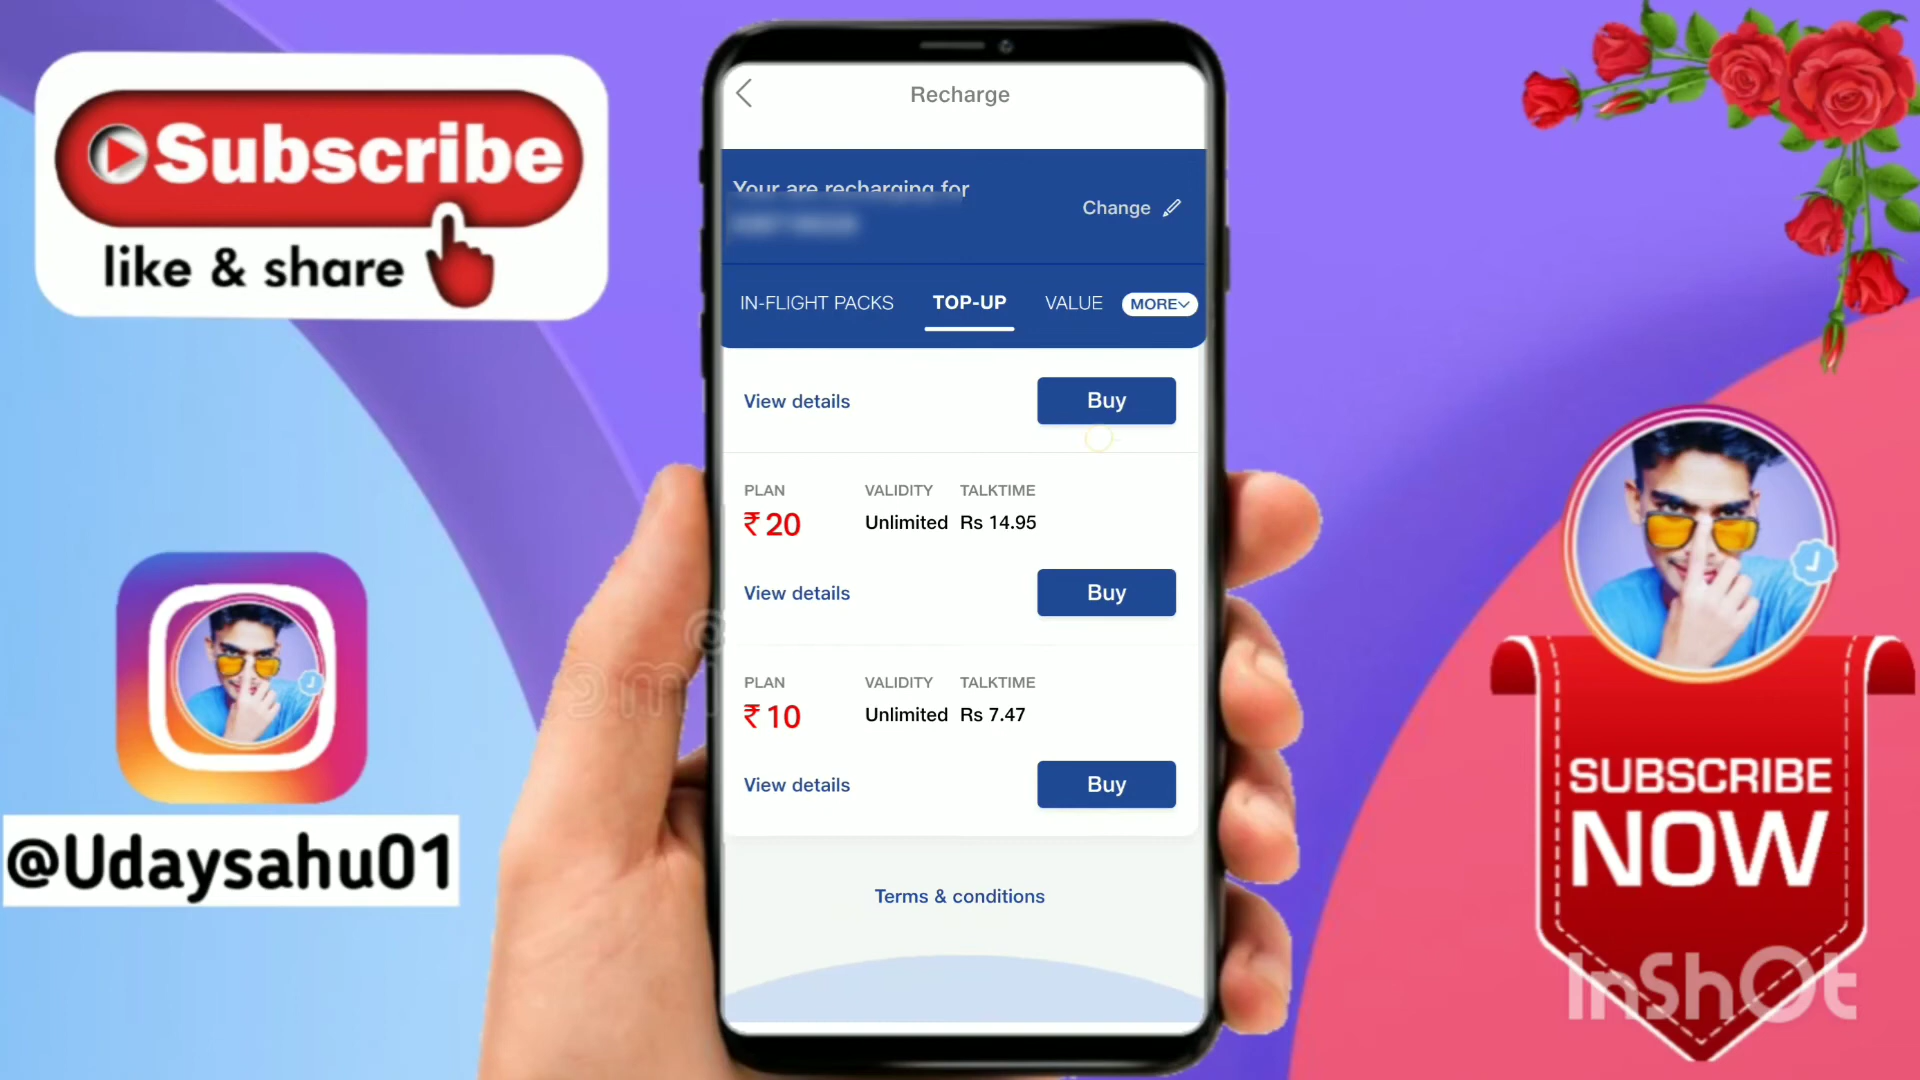 Subscribe
like & share
@Udaysahu01
Recharge
Your are recharging for
Change
IN-FLIGHT PACKS
TOP-UP
VALUE
MORE
View details
Buy
PLAN
VALIDITY
TALKTIME
₹ 20
Unlimited
Rs 14.95
View details
Buy
PLAN
VALIDITY
TALKTIME
₹ 10
Unlimited
Rs 7.47
View details
Buy
Terms & conditions
SUBSCRIBE
NOW
InShOt